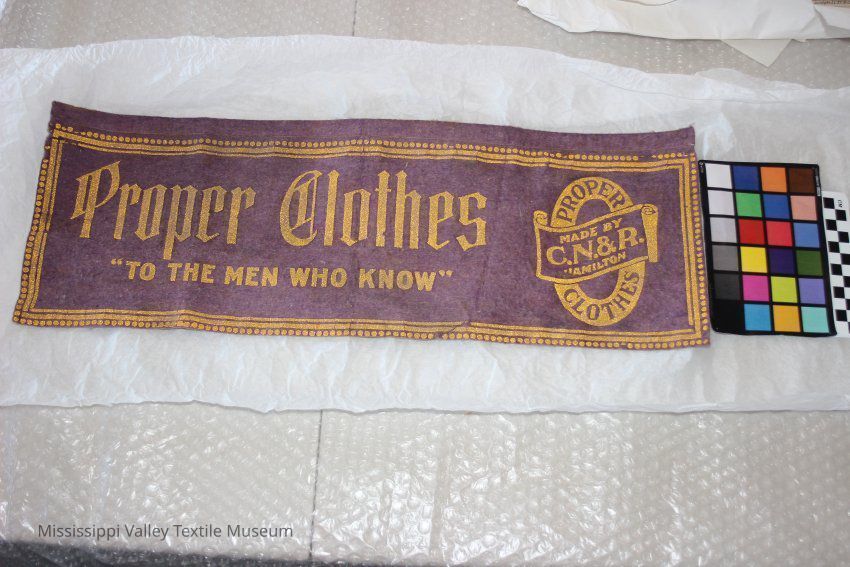 Proper Clothes
"TO THE MEN WHO KNOW"
PROPER
MADE BY
C.N.&R.
HAMILTON
CLOTHES
Mississippi Valley Textile Museum